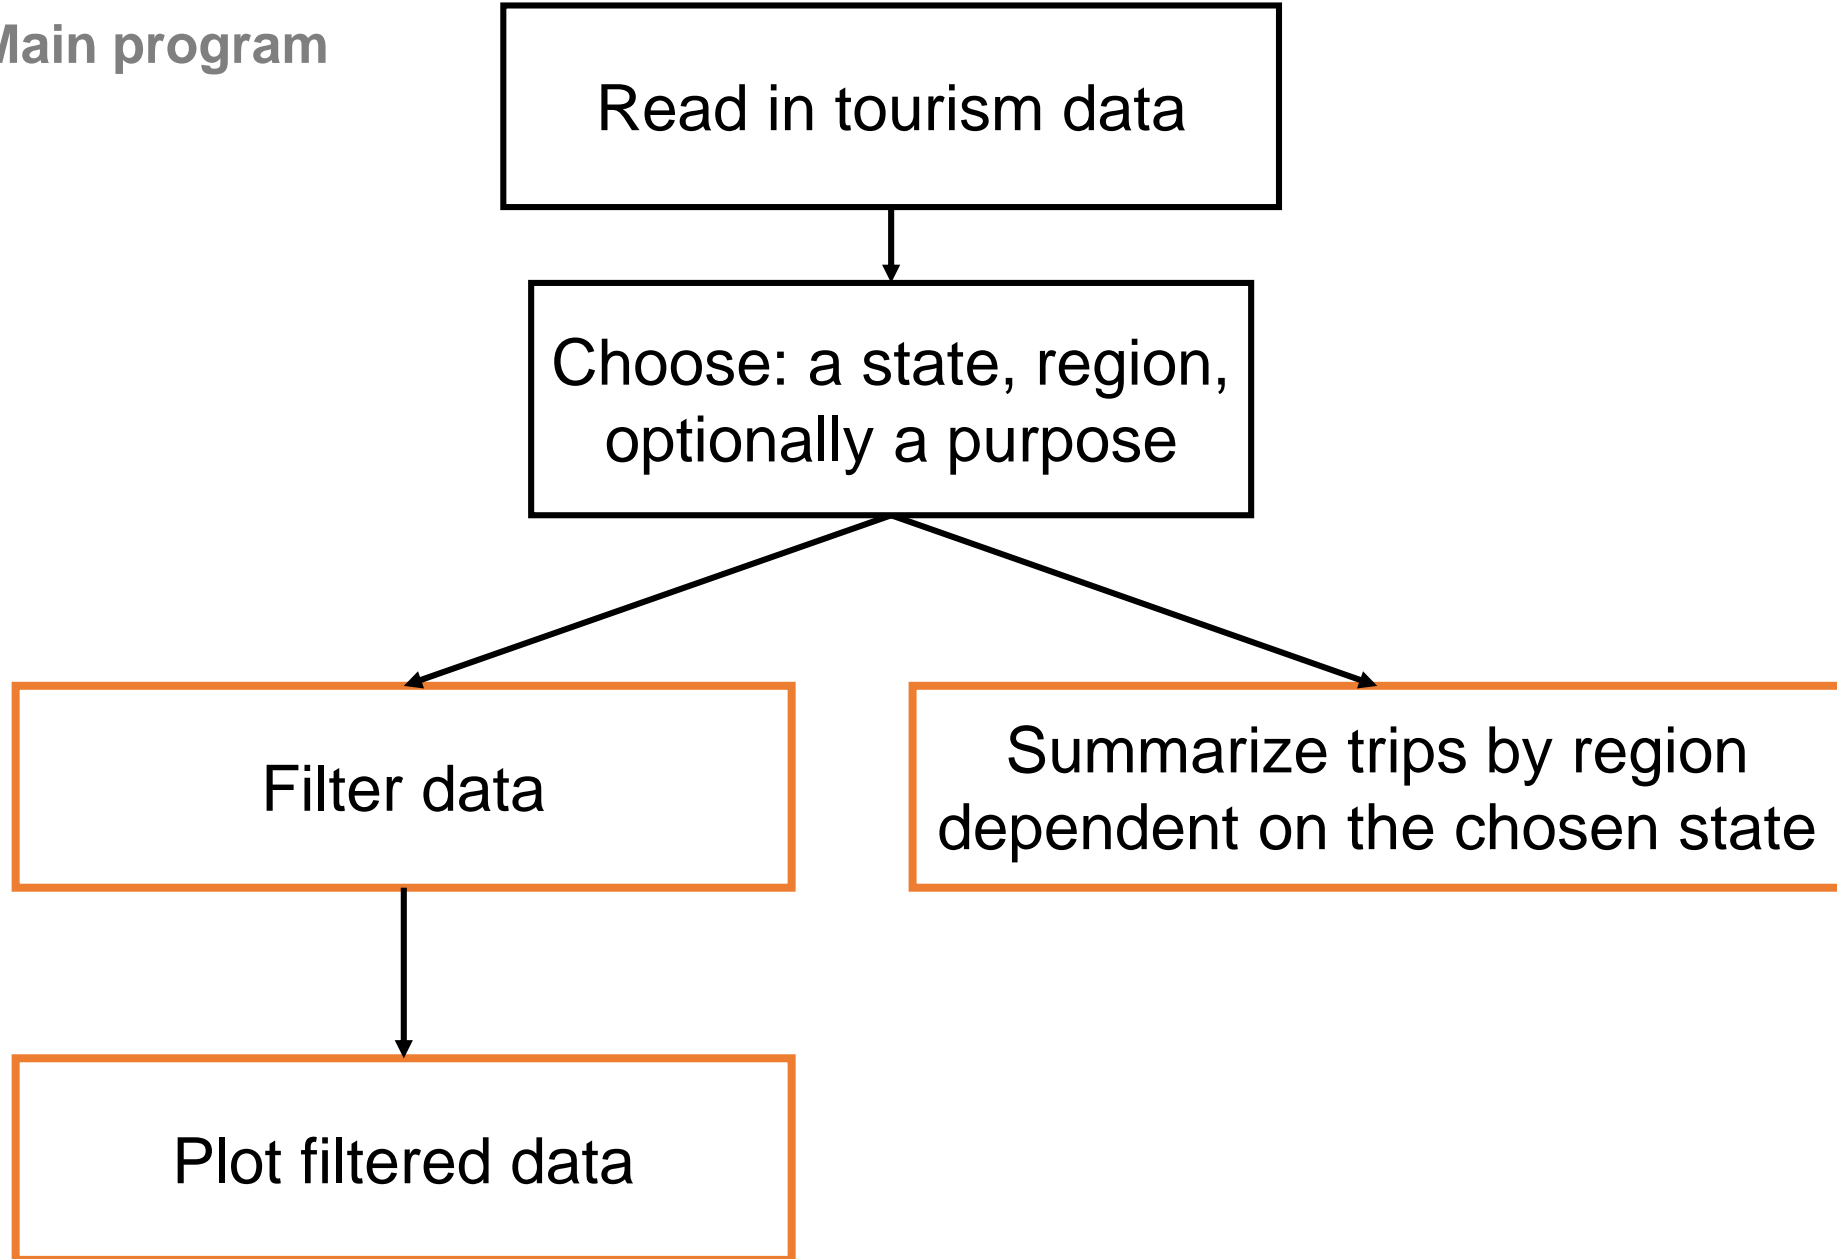 Main program
Read in tourism data
Choose: a state, region,
optionally a purpose
Filter data
Summarize trips by region
dependent on the chosen state
Plot filtered data